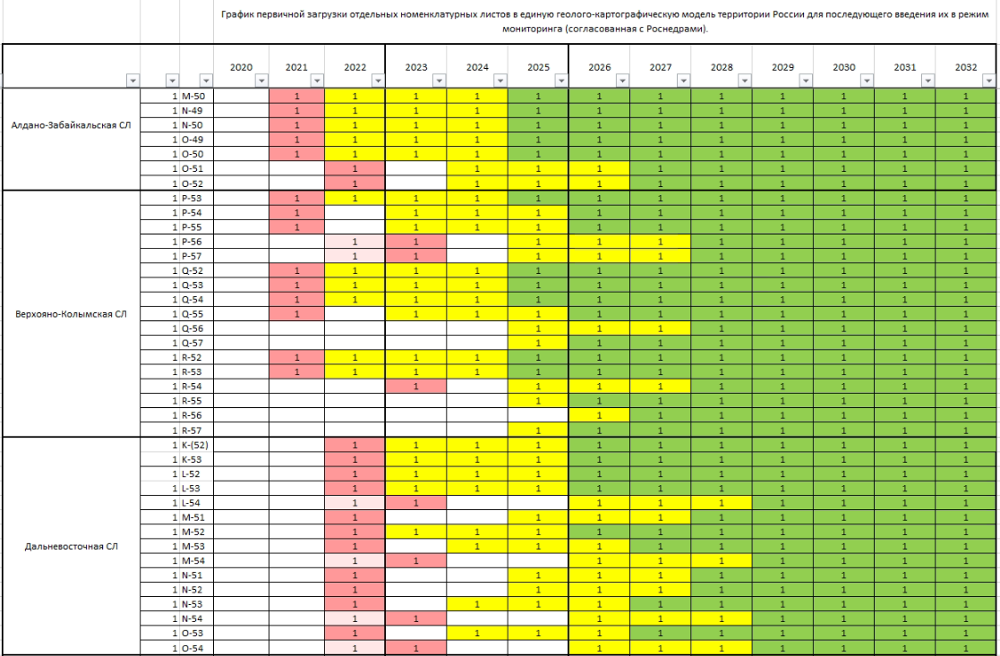 График первичной загрузки отдельных номенклатурных листов в единую геолого-картографическую модель территории России для последующего введения их в режим
мониторинга (согласованная с Роснедрами).
2020 2021 2022 2023 2024 2025 2026 2027 2028 2029 2030 2031 2032
1 M-50 1 1 1 1 1 1 1 1 1 1 1 1
1 N-49 1 1 1 1 1 1 1 1 1 1 1 1
Алдано-Забайкальская СЛ 1 N-50 1 1 1 1 1 1 1 1 1 1 1 1
1 O-49 1 1 1 1 1 1 1 1 1 1 1 1
1 O-50 1 1 1 1 1 1 1 1 1 1 1 1
1 O-51 1 1 1 1 1 1 1 1 1 1
1 O-52 1 1 1 1 1 1 1 1 1 1
1 P-53 1 1 1 1 1 1 1 1 1 1 1 1
1 P-54 1 1 1 1 1 1 1 1 1 1 1
1 P-55 1 1 1 1 1 1 1 1 1 1 1
1 P-56 1 1 1 1 1 1 1 1 1 1
1 P-57 1 1 1 1 1 1 1 1 1 1
1 Q-52 1 1 1 1 1 1 1 1 1 1 1 1
1 Q-53 1 1 1 1 1 1 1 1 1 1 1 1
1 Q-54 1 1 1 1 1 1 1 1 1 1 1 1
Верхояно-Колымская СЛ 1 Q-55 1 1 1 1 1 1 1 1 1 1 1
1 Q-56 1 1 1 1 1 1 1 1
1 Q-57 1 1 1 1 1 1 1 1
1 R-52 1 1 1 1 1 1 1 1 1 1 1 1
1 R-53 1 1 1 1 1 1 1 1 1 1 1 1
1 R-54 1 1 1 1 1 1 1 1 1
1 R-55 1 1 1 1 1 1 1 1
1 R-56 1 1 1 1 1 1 1
1 R-57 1 1 1 1 1 1 1 1
1 K-(52) 1 1 1 1 1 1 1 1 1 1 1
1 K-53 1 1 1 1 1 1 1 1 1 1 1
1 L-52 1 1 1 1 1 1 1 1 1 1 1
1 L-53 1 1 1 1 1 1 1 1 1 1 1
1 L-54 1 1 1 1 1 1 1 1 1
1 M-51 1 1 1 1 1 1 1 1 1
1 M-52 1 1 1 1 1 1 1 1 1 1 1
Дальневосточная СЛ 1 M-53 1 1 1 1 1 1 1 1 1 1
1 M-54 1 1 1 1 1 1 1 1 1
1 N-51 1 1 1 1 1 1 1 1 1
1 N-52 1 1 1 1 1 1 1 1 1
1 N-53 1 1 1 1 1 1 1 1 1 1
1 N-54 1 1 1 1 1 1 1 1 1
1 O-53 1 1 1 1 1 1 1 1 1 1
1 O-54 1 1 1 1 1 1 1 1 1